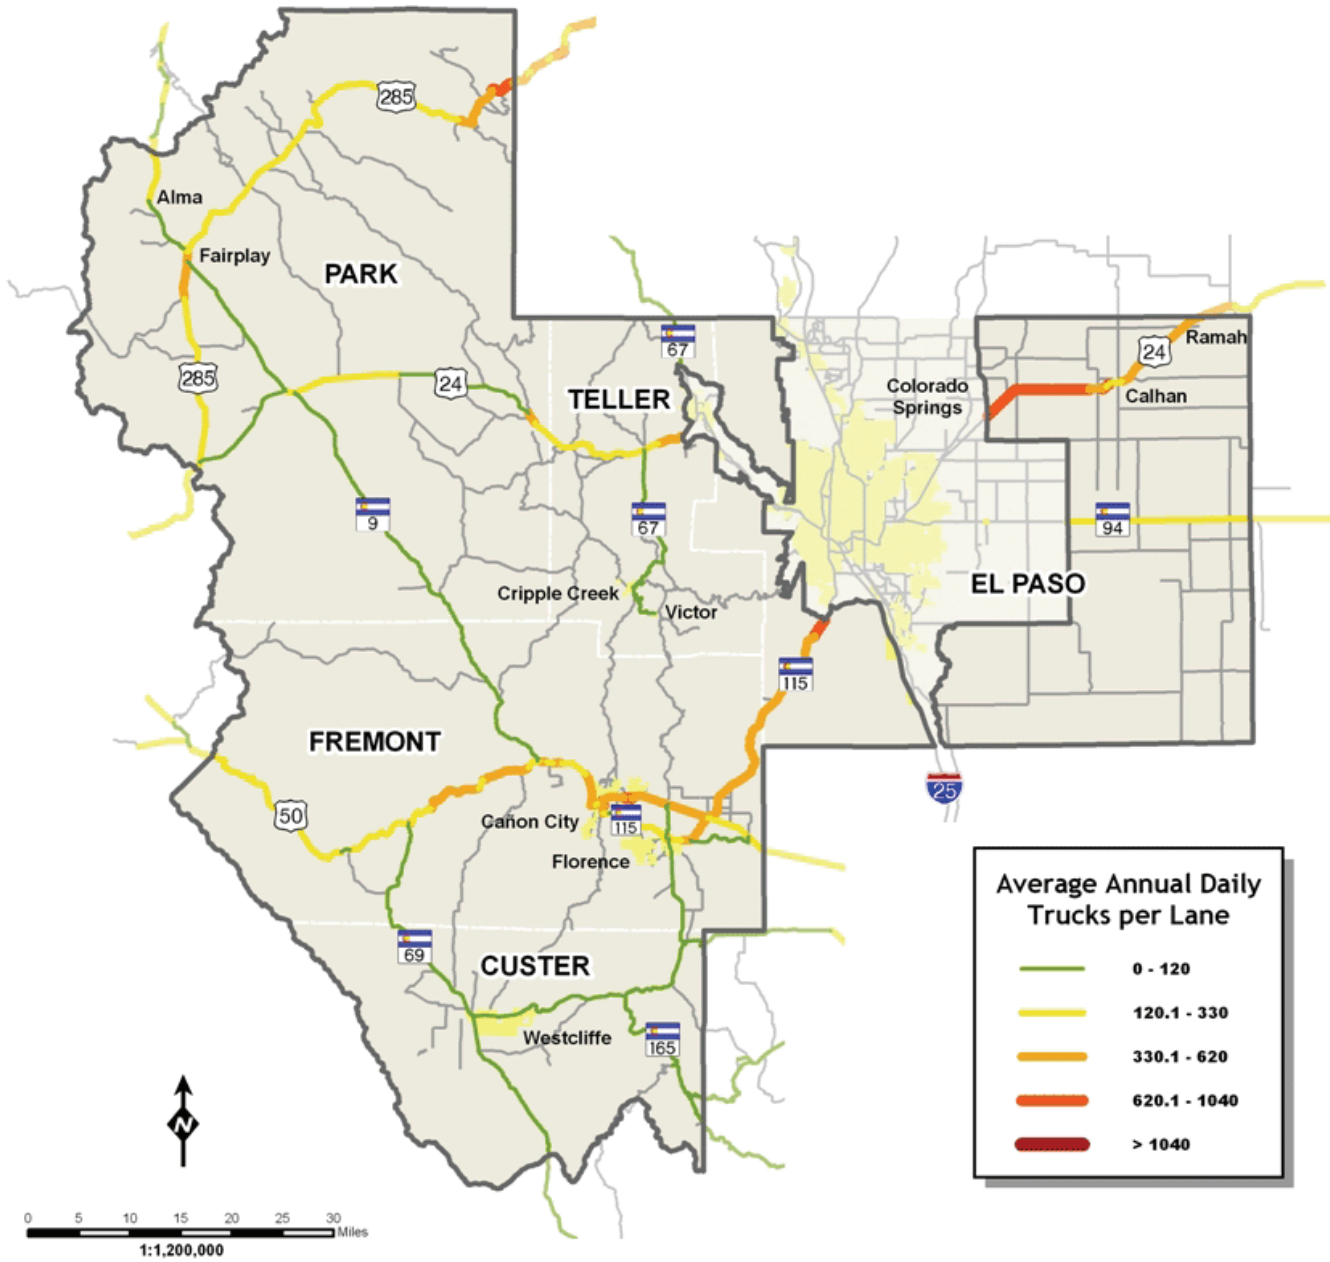 285
Alma
Fairplay
PARK
67
24
Ramah
285
24
TELLER
Colorado
Springs
Calhan
9
67
94
Cripple Creek
EL PASO
Victor
115
FREMONT
25
50
Cañon City
115
Florence
69
CUSTER
Westcliffe
165
Average Annual Daily
Trucks per Lane
0 - 120
120.1 - 330
330.1 - 620
620.1 - 1040
> 1040
N
0 5 10 15 20 25 30
Miles
1:1,200,000